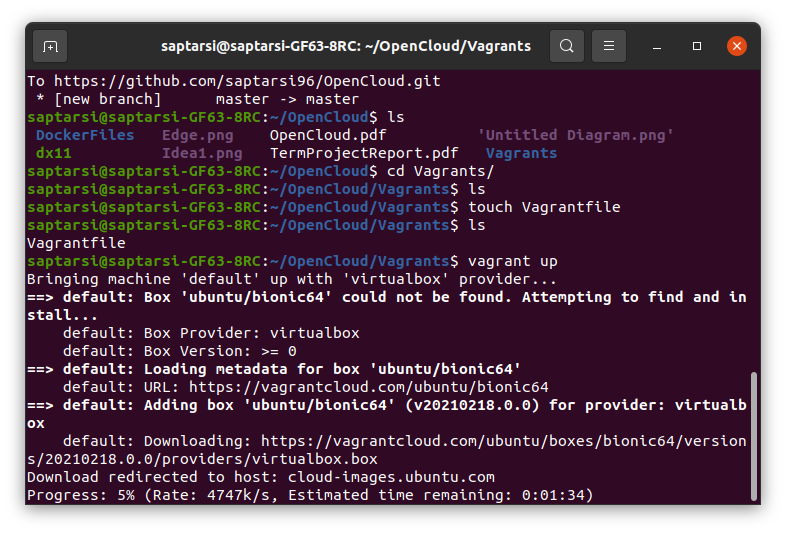 saptarsi@saptarsi-GF63-8RC: ~/OpenCloud/Vagrants
To https://github.com/saptarsi96/OpenCloud.git
 * [new branch]      master -> master
saptarsi@saptarsi-GF63-8RC:~/OpenCloud$ ls
 DockerFiles   Edge.png    OpenCloud.pdf          'Untitled Diagram.png'
 dx11          Idea1.png   TermProjectReport.pdf   Vagrants
saptarsi@saptarsi-GF63-8RC:~/OpenCloud$ cd Vagrants/
saptarsi@saptarsi-GF63-8RC:~/OpenCloud/Vagrants$ ls
saptarsi@saptarsi-GF63-8RC:~/OpenCloud/Vagrants$ touch Vagrantfile
saptarsi@saptarsi-GF63-8RC:~/OpenCloud/Vagrants$ ls
Vagrantfile
saptarsi@saptarsi-GF63-8RC:~/OpenCloud/Vagrants$ vagrant up
Bringing machine 'default' up with 'virtualbox' provider...
==> default: Box 'ubuntu/bionic64' could not be found. Attempting to find and in
stall...
    default: Box Provider: virtualbox
    default: Box Version: >= 0
==> default: Loading metadata for box 'ubuntu/bionic64'
    default: URL: https://vagrantcloud.com/ubuntu/bionic64
==> default: Adding box 'ubuntu/bionic64' (v20210218.0.0) for provider: virtualb
ox
    default: Downloading: https://vagrantcloud.com/ubuntu/boxes/bionic64/version
s/20210218.0.0/providers/virtualbox.box
Download redirected to host: cloud-images.ubuntu.com
Progress: 5% (Rate: 4747k/s, Estimated time remaining: 0:01:34)